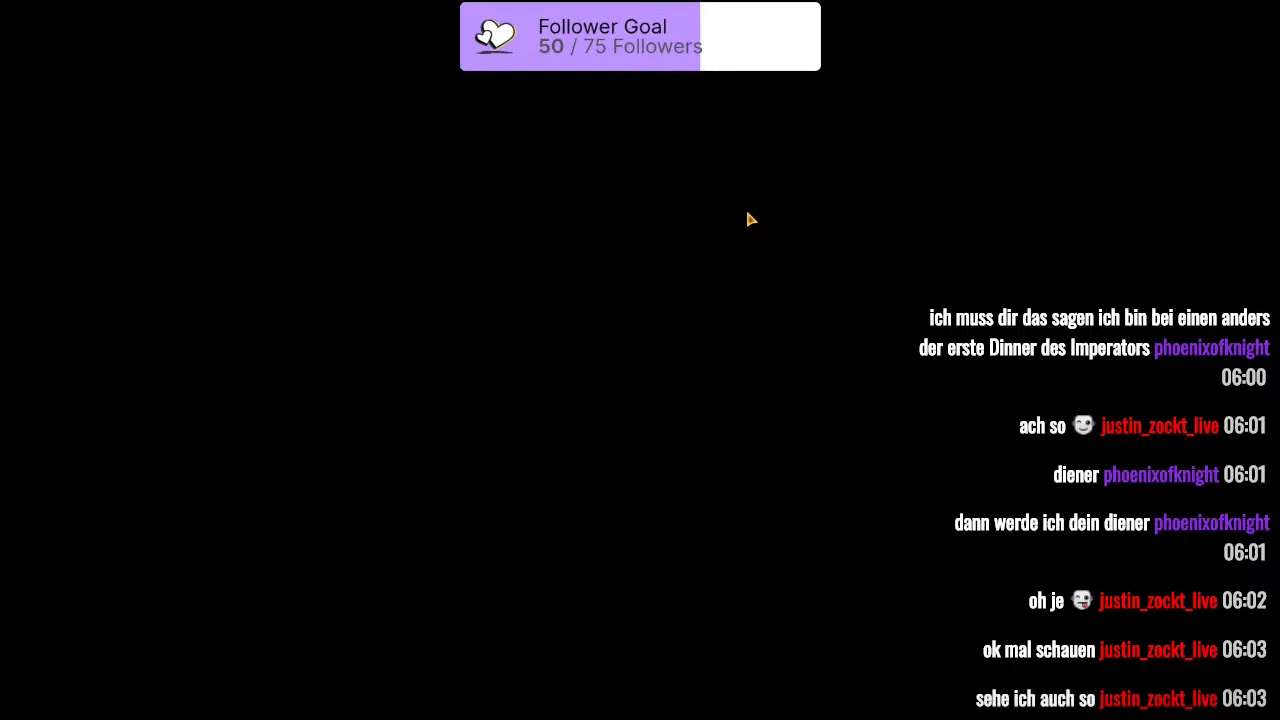 Follower Goal
50 / 75 Followers
ich muss dir das sagen ich bin bei einen anders
der erste Dinner des Imperators phoenixofknight
06:00
ach so justin_zockt_live 06:01
diener phoenixofknight 06:01
dann werde ich dein diener phoenixofknight
06:01
oh je justin_zockt_live 06:02
ok mal schauen justin_zockt_live 06:03
sehe ich auch so justin_zockt_live 06:03